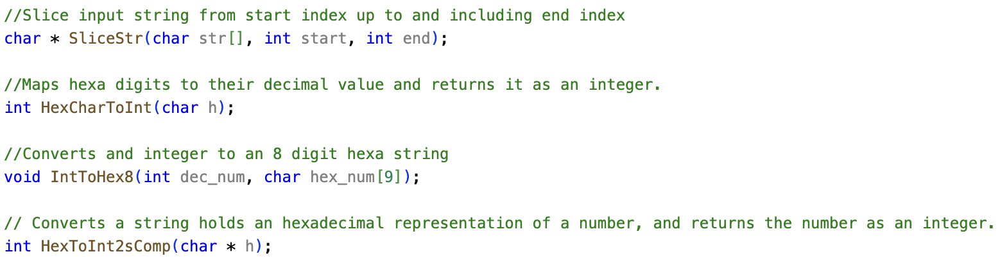 //Slice input string from start index up to and including end index
char * SliceStr(char str[], int start, int end);
//Maps hexa digits to their decimal value and returns it as an integer.
int HexCharToInt(char h);
//Converts and integer to an 8 digit hexa string
void IntToHex8(int dec_num, char hex_num[9]);
// Converts a string holds an hexadecimal representation of a number, and returns the number as an integer.
int HexToInt2sComp(char * h);